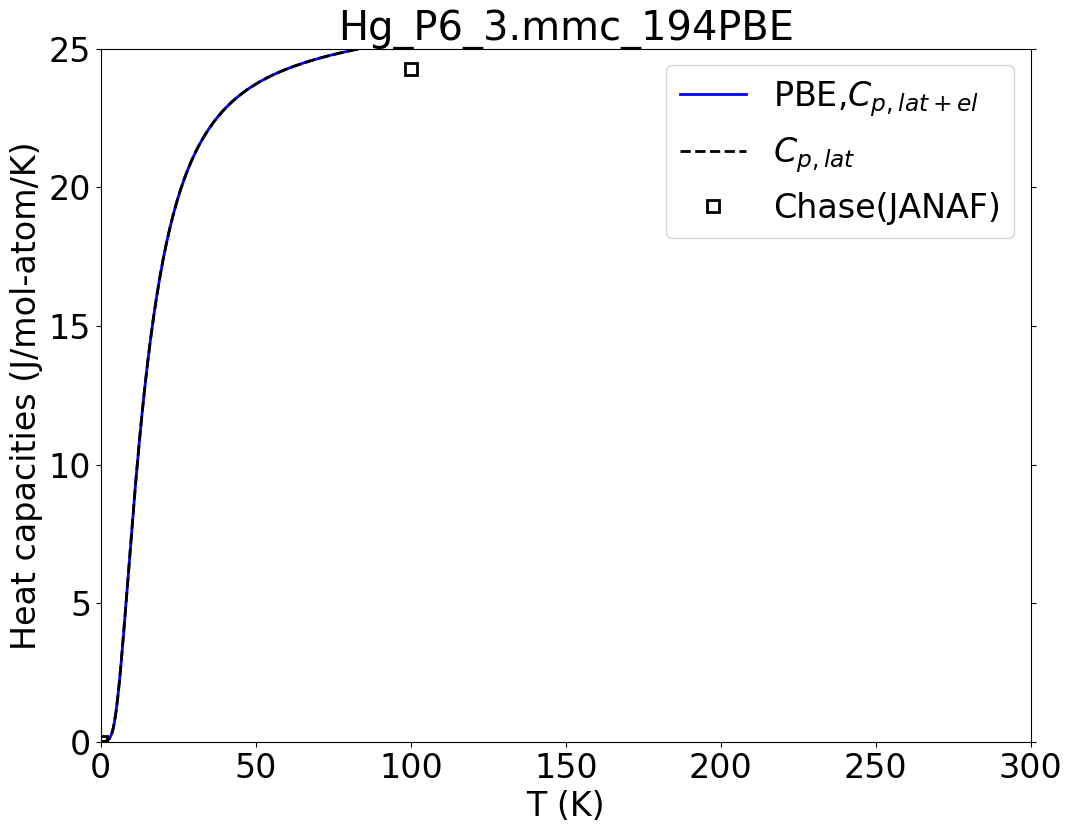 Hg_P6_3.mmc_194PBE
Heat capacities (J/mol-atom/K)
25
20
15
10
5
0
PBE,C_{p,lat+el}
C_{p,lat}
Chase(JANAF)
0 50 100 150 200 250 300
T (K)